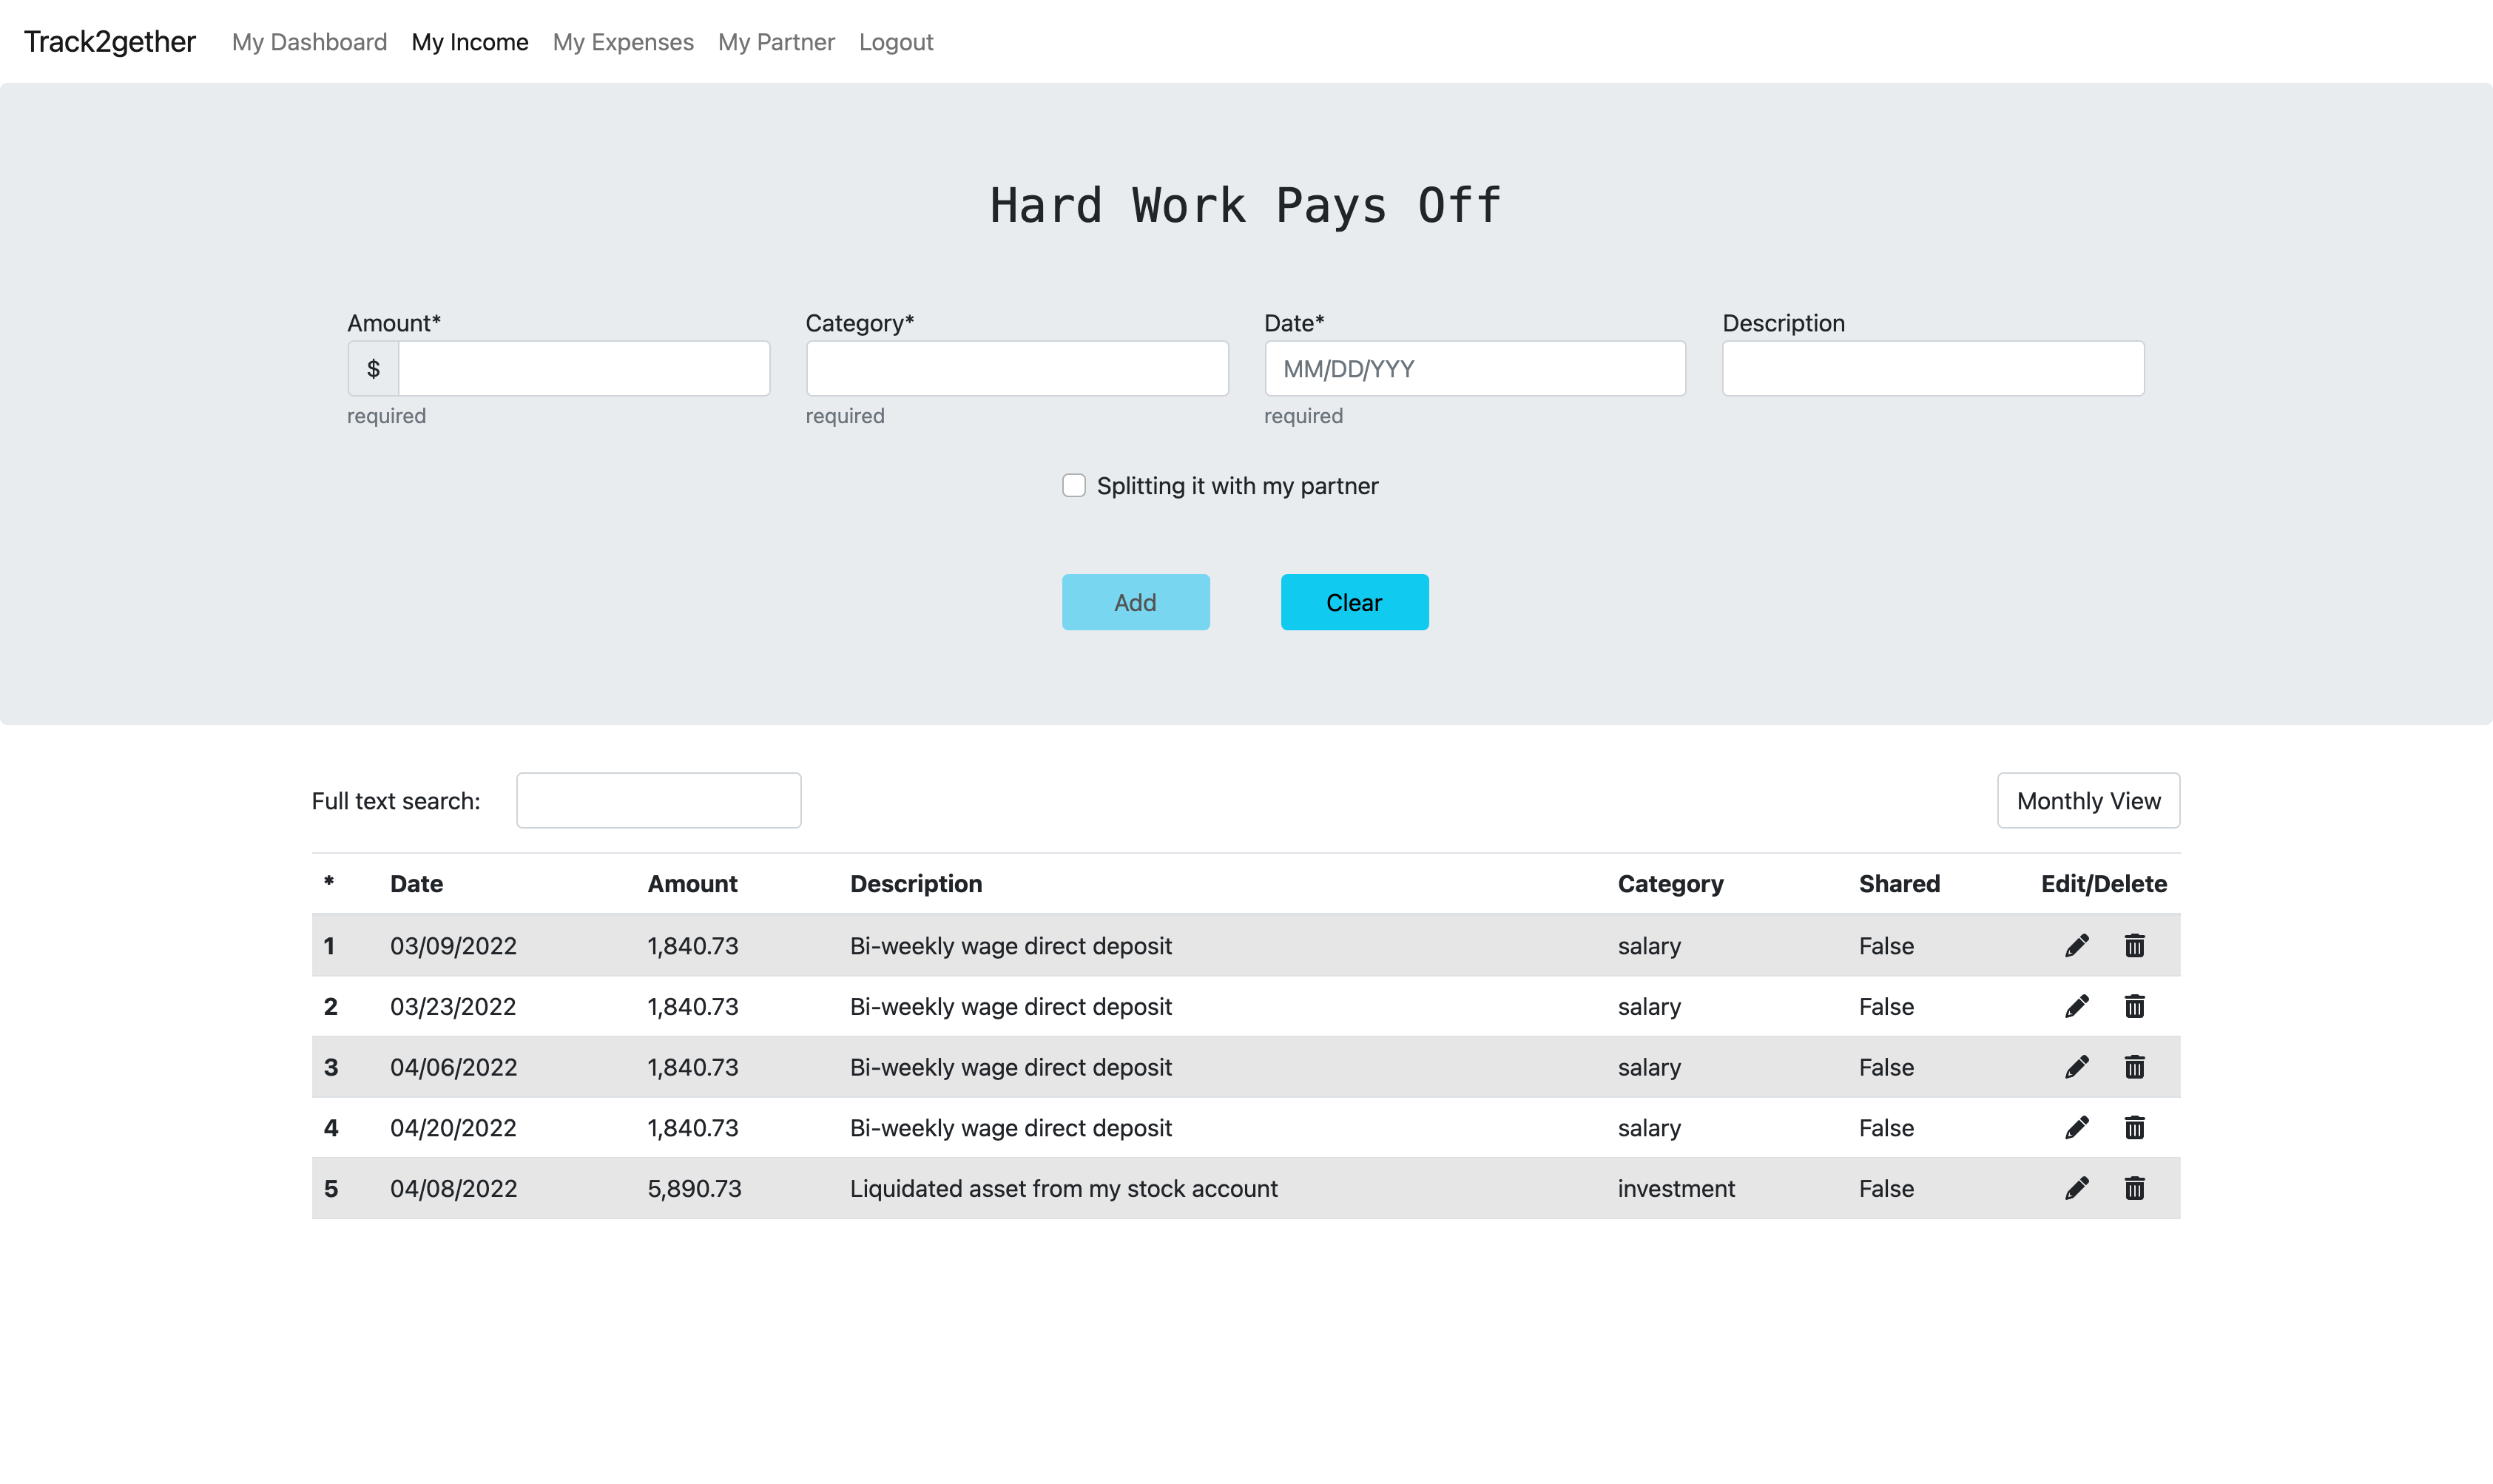 Track2gether My Dashboard My Income My Expenses My Partner Logout
Hard Work Pays Off
Amount* Category* Date* Description
$ MM/DD/YYY
required required required
Splitting it with my partner
Add Clear
Full text search: Monthly View
* Date Amount Description Category Shared Edit/Delete
1 03/09/2022 1,840.73 Bi-weekly wage direct deposit salary False
2 03/23/2022 1,840.73 Bi-weekly wage direct deposit salary False
3 04/06/2022 1,840.73 Bi-weekly wage direct deposit salary False
4 04/20/2022 1,840.73 Bi-weekly wage direct deposit salary False
5 04/08/2022 5,890.73 Liquidated asset from my stock account investment False